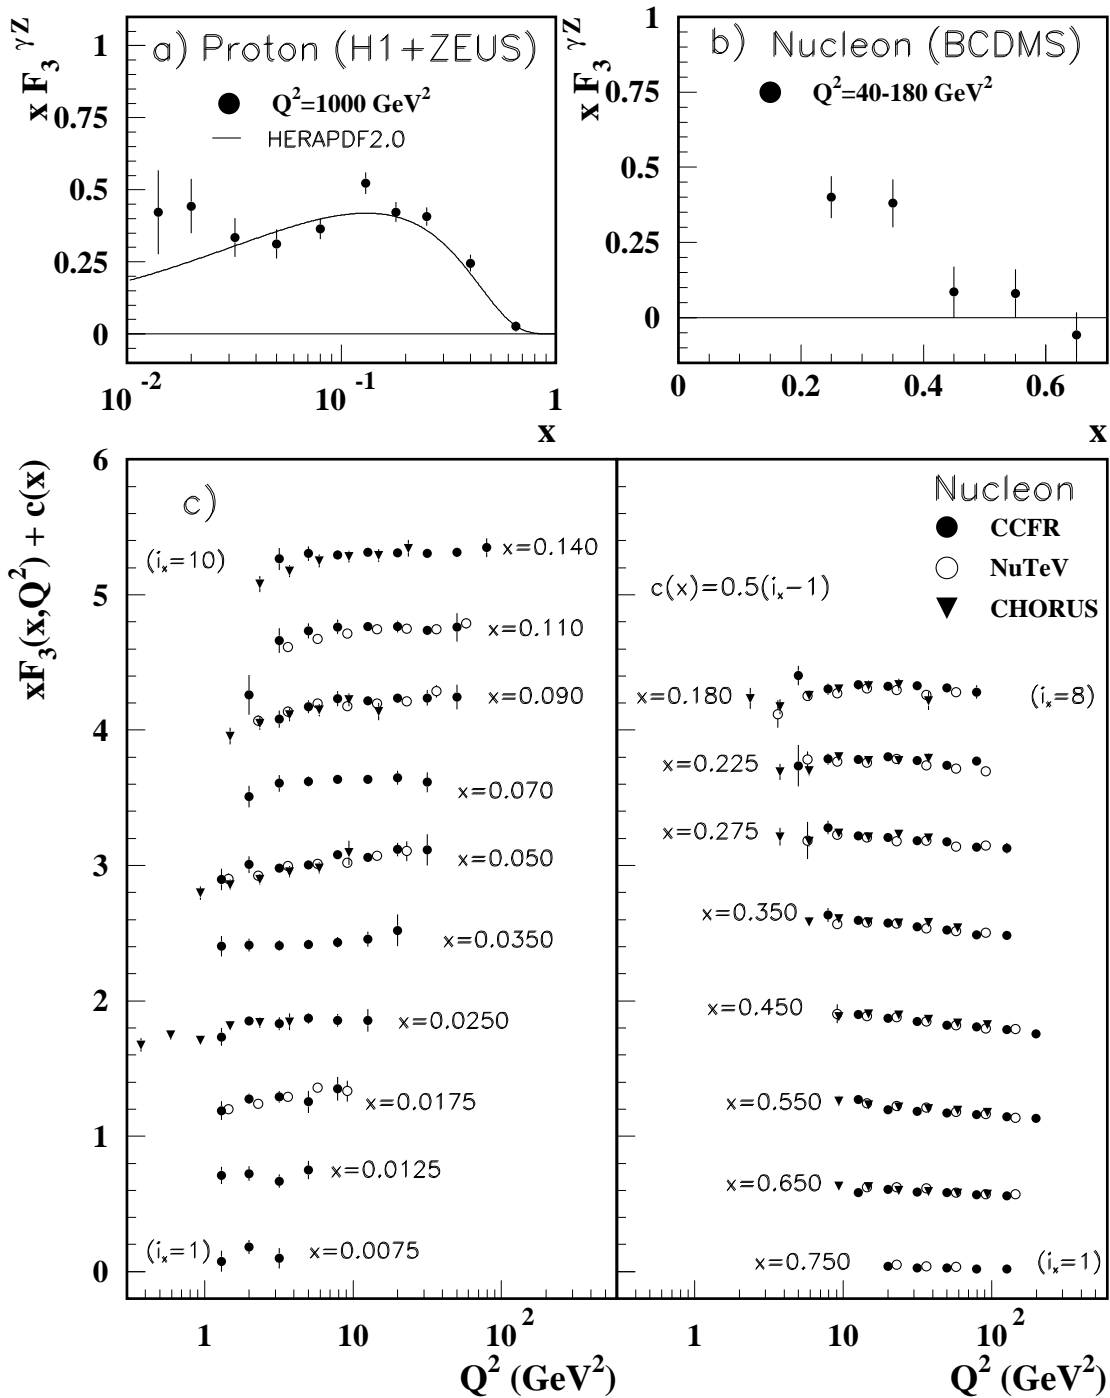 a) Proton (H1+ZEUS)
Q²=1000 GeV²
HERAPDF2.0
x F₃ γZ
1
0.75
0.5
0.25
0
10⁻²
10⁻¹
1
x
b) Nucleon (BCDMS)
Q²=40-180 GeV²
x F₃ γZ
1
0.75
0.5
0.25
0
0
0.2
0.4
0.6
x
xF₃(x,Q²) + c(x)
6
5
4
3
2
1
0
c)
(iₓ=10)
x=0.140
x=0.110
x=0.090
x=0.070
x=0.050
x=0.0350
x=0.0250
x=0.0175
x=0.0125
(iₓ=1)
x=0.0075
1
10
10²
Q² (GeV²)
Nucleon
CCFR
NuTeV
CHORUS
c(x)=0.5(iₓ−1)
x=0.180
(iₓ=8)
x=0.225
x=0.275
x=0.350
x=0.450
x=0.550
x=0.650
x=0.750
(iₓ=1)
1
10
10²
Q² (GeV²)